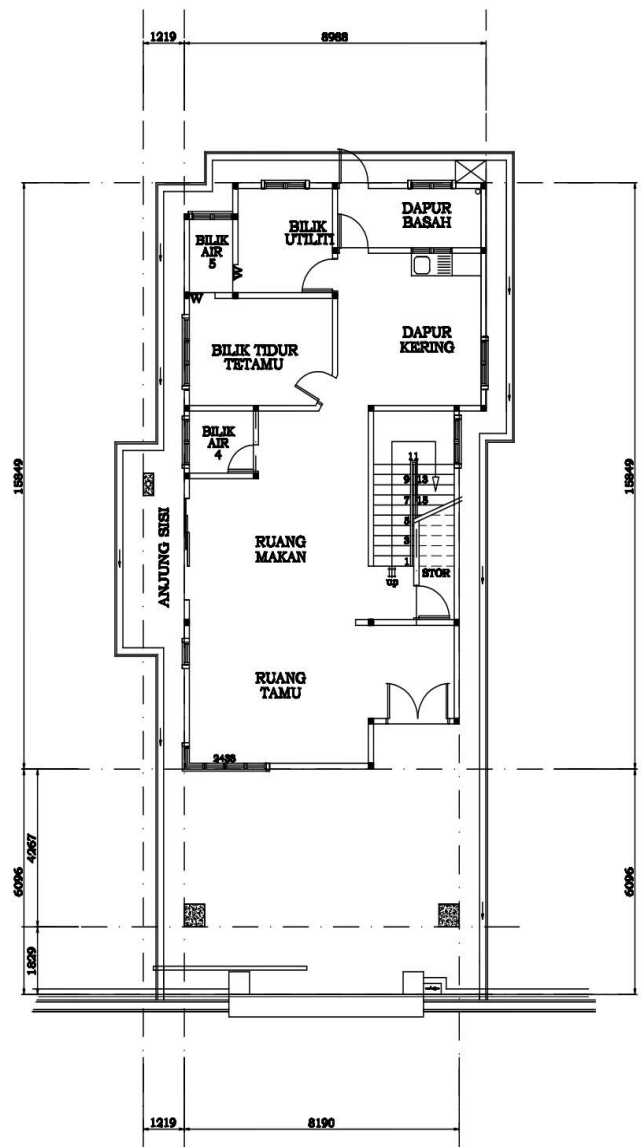 1219
8988
DAPUR
BASAH
BILIK
UTILITI
BILIK
AIR
5
W
W
BILIK TIDUR
TETAMU
DAPUR
KERING
BILIK
AIR
4
15849
15849
ANJUNG SISI
11
9
13
7
15
5
3
1
up
STOR
RUANG
MAKAN
RUANG
TAMU
2438
4267
6096
6096
1829
1219
8190